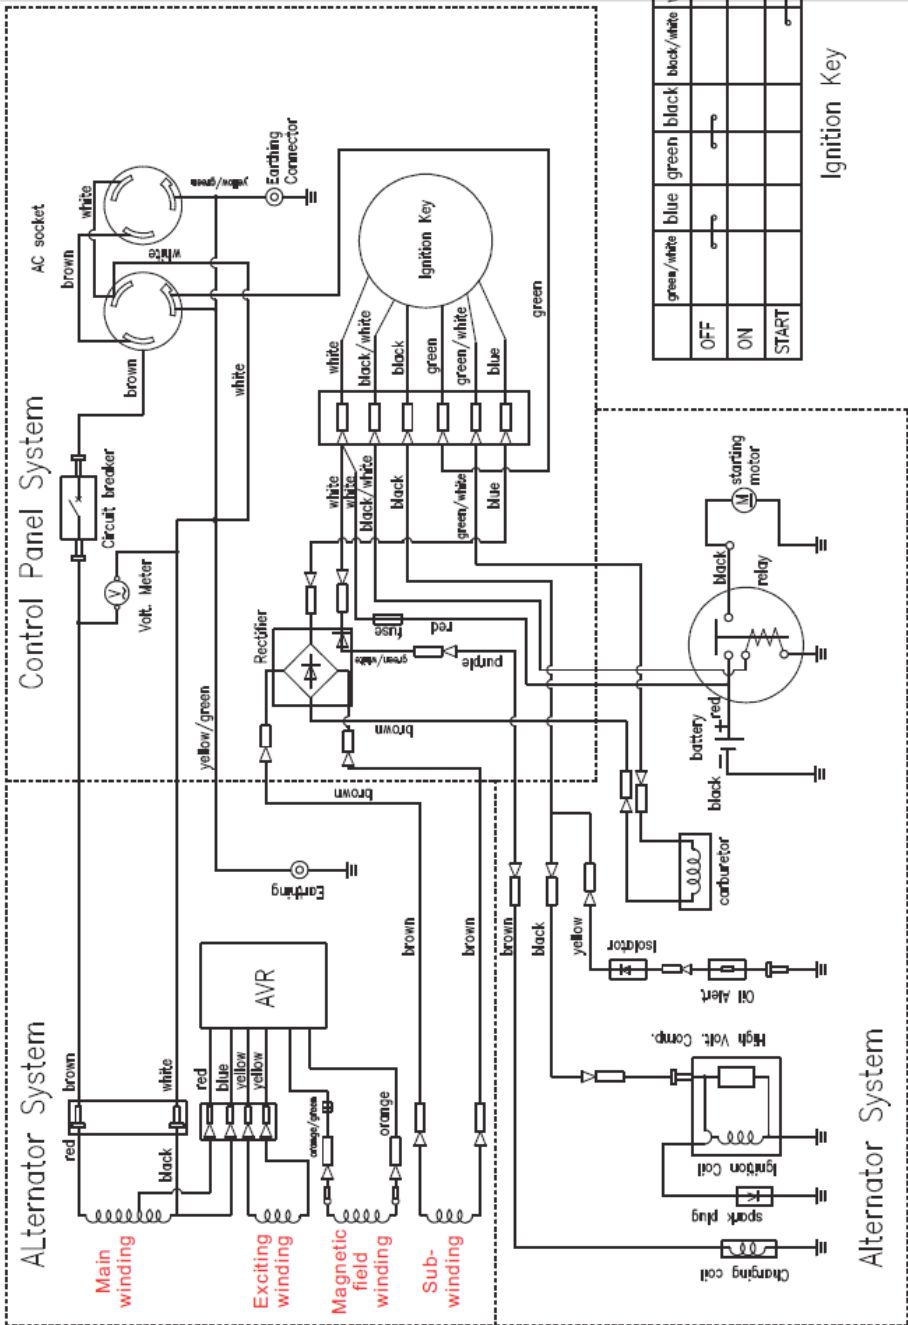 Control Panel System
AC socket
brown
white
yellow/green
Earthing
Connector
brown
white
white
Circuit breaker
Volt. Meter
yellow/green
Ignition Key
white
black/white
black
green
green/white
blue
green
white
white
black/white
black
green/white
blue
Rectifier
fuse
red
green/white
purple
brown
brown
green/white
blue
green
black
black/white
OFF
ON
START
Ignition Key
ALternator System
red
brown
black
white
AVR
red
blue
yellow
yellow
orange/green
orange
Earthing
Main
winding
Exciting
winding
Magnetic
field
winding
Sub-
winding
brown
brown
brown
black
yellow
starting
motor
M
black
relay
battery
red
+
−
black
carburetor
Isolator
Oil Alert
High Volt. Comp.
Ignition Coil
spark plug
Charging
coil
Alternator System